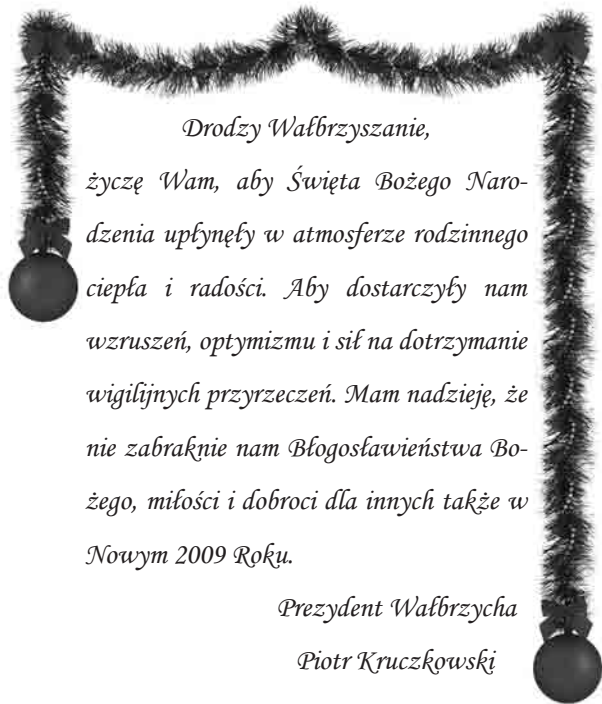 Drodzy Wałbrzyszanie,
życzę Wam, aby Święta Bożego Naro-
dzenia upłynęły w atmosferze rodzinnego
ciepła i radości. Aby dostarczyły nam
wzruszeń, optymizmu i sił na dotrzymanie
wigilijnych przyrzeczeń. Mam nadzieję, że
nie zabraknie nam Błogosławieństwa Bo-
żego, miłości i dobroci dla innych także w
Nowym 2009 Roku.
Prezydent Wałbrzycha
Piotr Kruczkowski